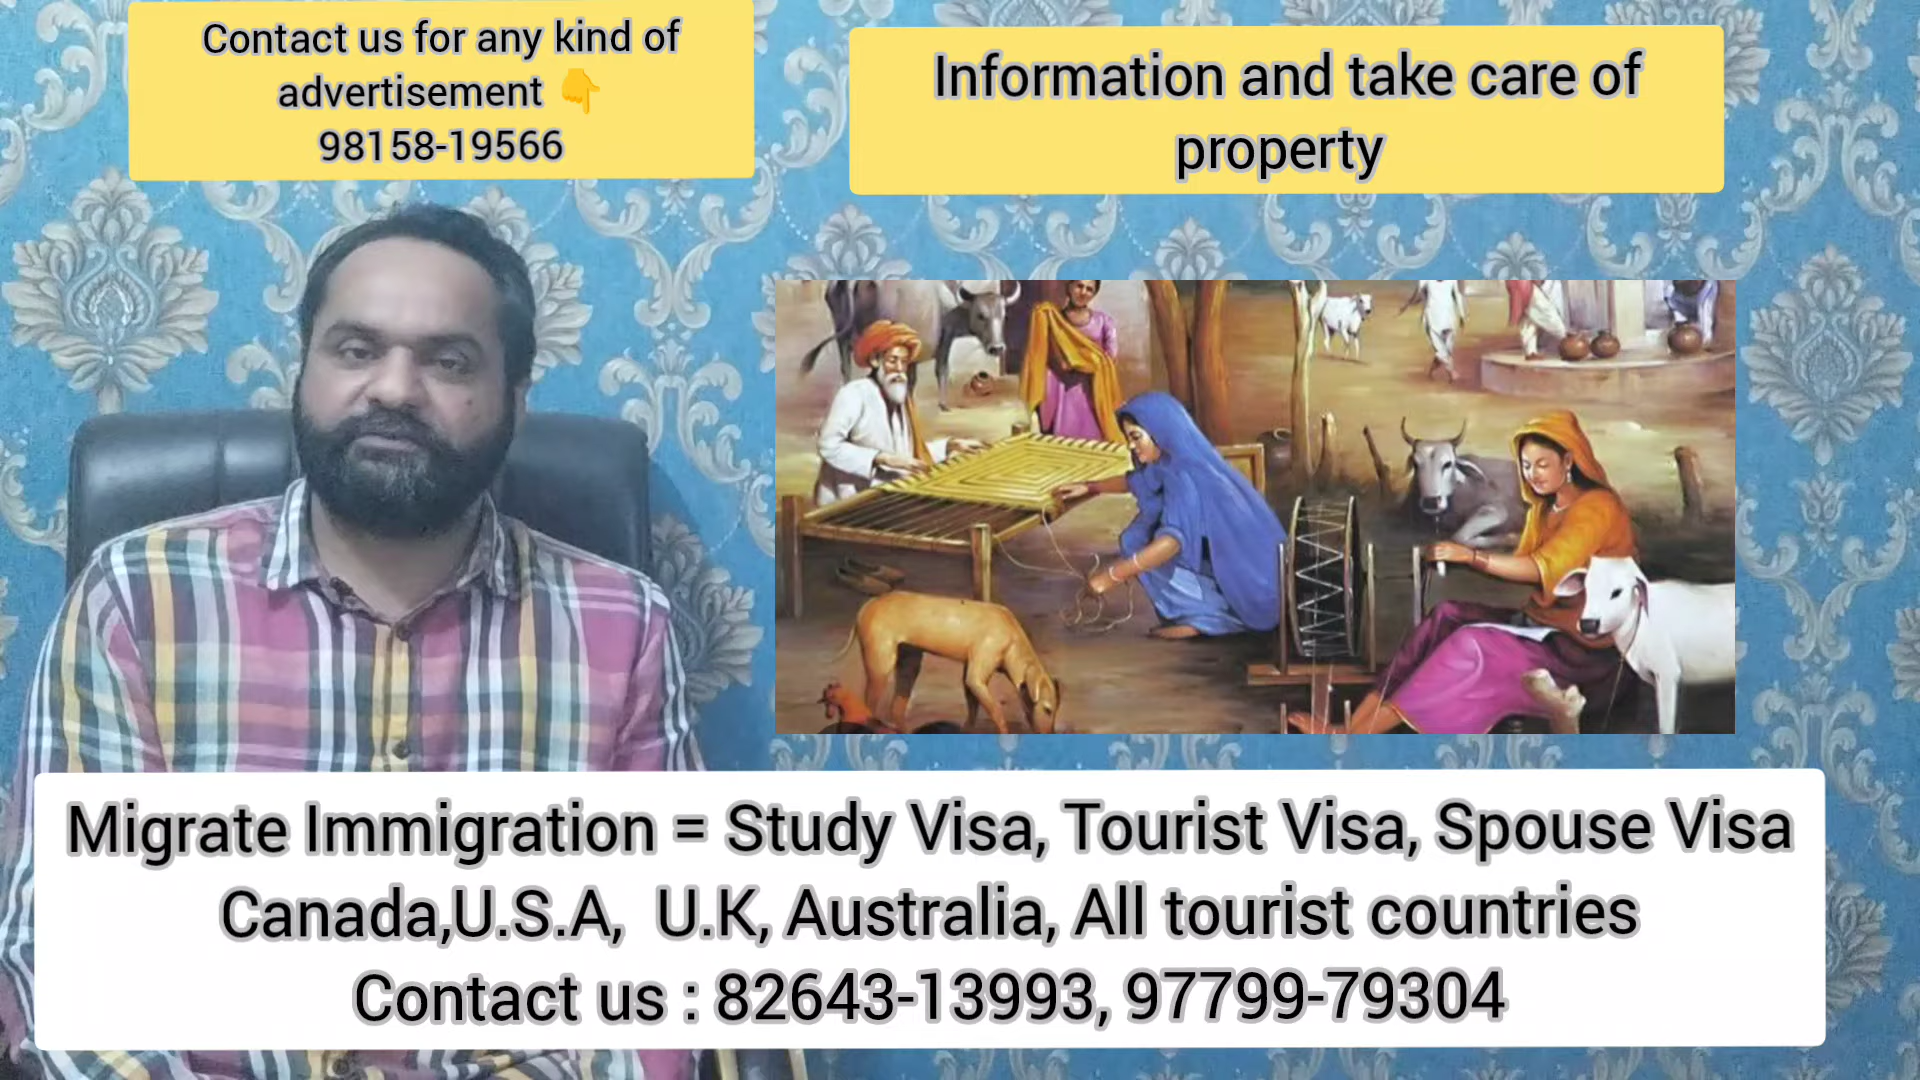 Contact us for any kind of
advertisement 👇
98158-19566
Information and take care of
property
Migrate Immigration = Study Visa, Tourist Visa, Spouse Visa
Canada,U.S.A, U.K, Australia, All tourist countries
Contact us : 82643-13993, 97799-79304